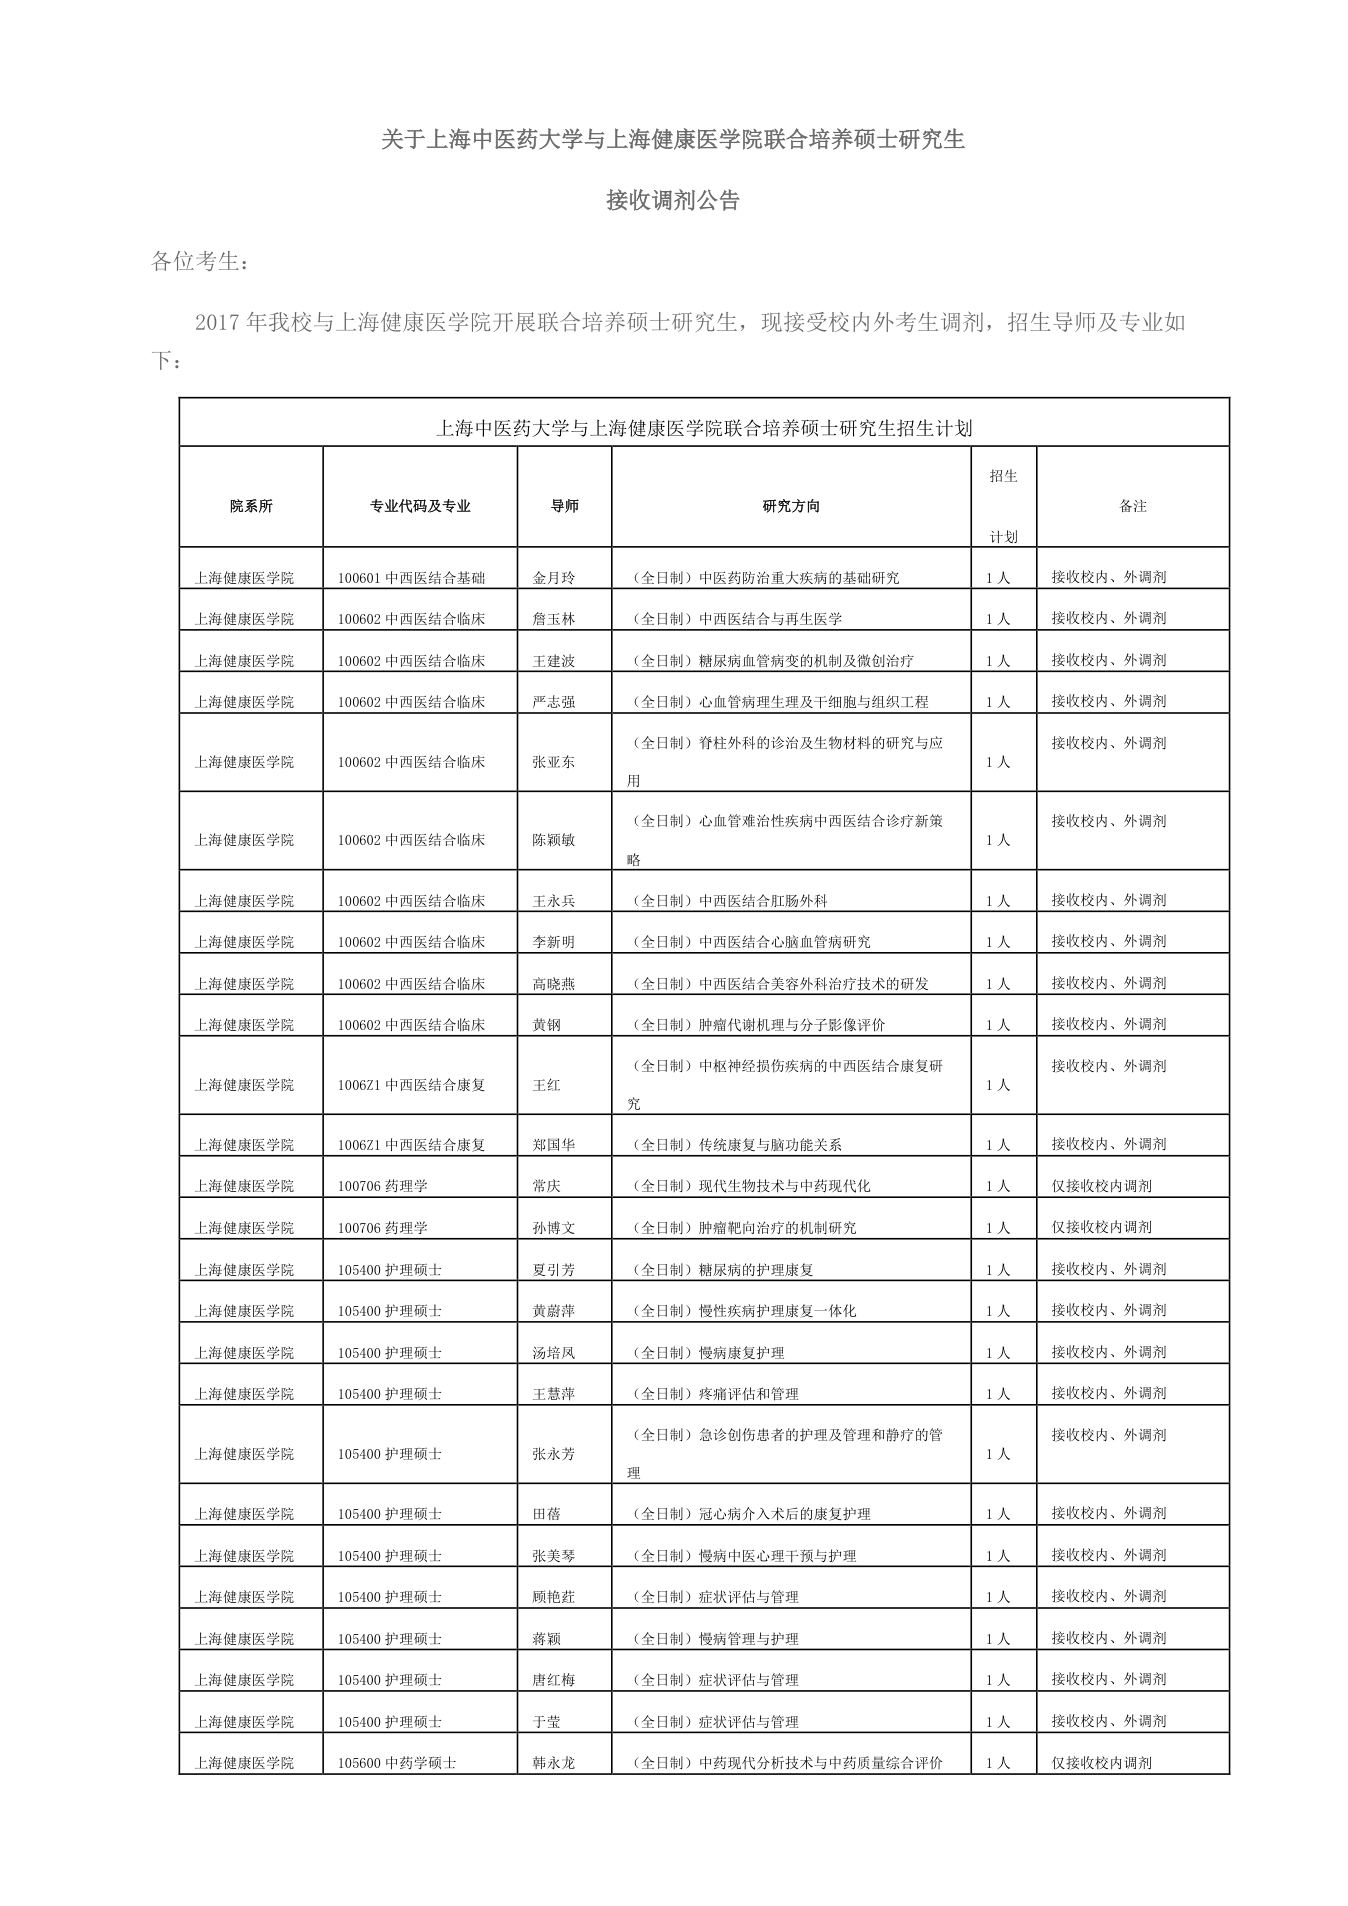 关于上海中医药大学与上海健康医学院联合培养硕士研究生
接收调剂公告
各位考生：
2017 年我校与上海健康医学院开展联合培养硕士研究生，现接受校内外考生调剂，招生导师及专业如
下：
上海中医药大学与上海健康医学院联合培养硕士研究生招生计划
院系所 专业代码及专业 导师 研究方向 招生 备注
计划
上海健康医学院 100601 中西医结合基础 金月玲 （全日制）中医药防治重大疾病的基础研究 1 人 接收校内、外调剂
上海健康医学院 100602 中西医结合临床 詹玉林 （全日制）中西医结合与再生医学 1 人 接收校内、外调剂
上海健康医学院 100602 中西医结合临床 王建波 （全日制）糖尿病血管病变的机制及微创治疗 1 人 接收校内、外调剂
上海健康医学院 100602 中西医结合临床 严志强 （全日制）心血管病理生理及干细胞与组织工程 1 人 接收校内、外调剂
上海健康医学院 100602 中西医结合临床 张亚东 （全日制）脊柱外科的诊治及生物材料的研究与应 1 人 接收校内、外调剂
用
上海健康医学院 100602 中西医结合临床 陈颖敏 （全日制）心血管难治性疾病中西医结合诊疗新策 1 人 接收校内、外调剂
略
上海健康医学院 100602 中西医结合临床 王永兵 （全日制）中西医结合肛肠外科 1 人 接收校内、外调剂
上海健康医学院 100602 中西医结合临床 李新明 （全日制）中西医结合心脑血管病研究 1 人 接收校内、外调剂
上海健康医学院 100602 中西医结合临床 高晓燕 （全日制）中西医结合美容外科治疗技术的研发 1 人 接收校内、外调剂
上海健康医学院 100602 中西医结合临床 黄钢 （全日制）肿瘤代谢机理与分子影像评价 1 人 接收校内、外调剂
上海健康医学院 1006Z1 中西医结合康复 王红 （全日制）中枢神经损伤疾病的中西医结合康复研 1 人 接收校内、外调剂
究
上海健康医学院 1006Z1 中西医结合康复 郑国华 （全日制）传统康复与脑功能关系 1 人 接收校内、外调剂
上海健康医学院 100706 药理学 常庆 （全日制）现代生物技术与中药现代化 1 人 仅接收校内调剂
上海健康医学院 100706 药理学 孙博文 （全日制）肿瘤靶向治疗的机制研究 1 人 仅接收校内调剂
上海健康医学院 105400 护理硕士 夏引芳 （全日制）糖尿病的护理康复 1 人 接收校内、外调剂
上海健康医学院 105400 护理硕士 黄蔚萍 （全日制）慢性疾病护理康复一体化 1 人 接收校内、外调剂
上海健康医学院 105400 护理硕士 汤培凤 （全日制）慢病康复护理 1 人 接收校内、外调剂
上海健康医学院 105400 护理硕士 王慧萍 （全日制）疼痛评估和管理 1 人 接收校内、外调剂
上海健康医学院 105400 护理硕士 张永芳 （全日制）急诊创伤患者的护理及管理和静疗的管 1 人 接收校内、外调剂
理
上海健康医学院 105400 护理硕士 田蓓 （全日制）冠心病介入术后的康复护理 1 人 接收校内、外调剂
上海健康医学院 105400 护理硕士 张美琴 （全日制）慢病中医心理干预与护理 1 人 接收校内、外调剂
上海健康医学院 105400 护理硕士 顾艳荭 （全日制）症状评估与管理 1 人 接收校内、外调剂
上海健康医学院 105400 护理硕士 蒋颖 （全日制）慢病管理与护理 1 人 接收校内、外调剂
上海健康医学院 105400 护理硕士 唐红梅 （全日制）症状评估与管理 1 人 接收校内、外调剂
上海健康医学院 105400 护理硕士 于莹 （全日制）症状评估与管理 1 人 接收校内、外调剂
上海健康医学院 105600 中药学硕士 韩永龙 （全日制）中药现代分析技术与中药质量综合评价 1 人 仅接收校内调剂